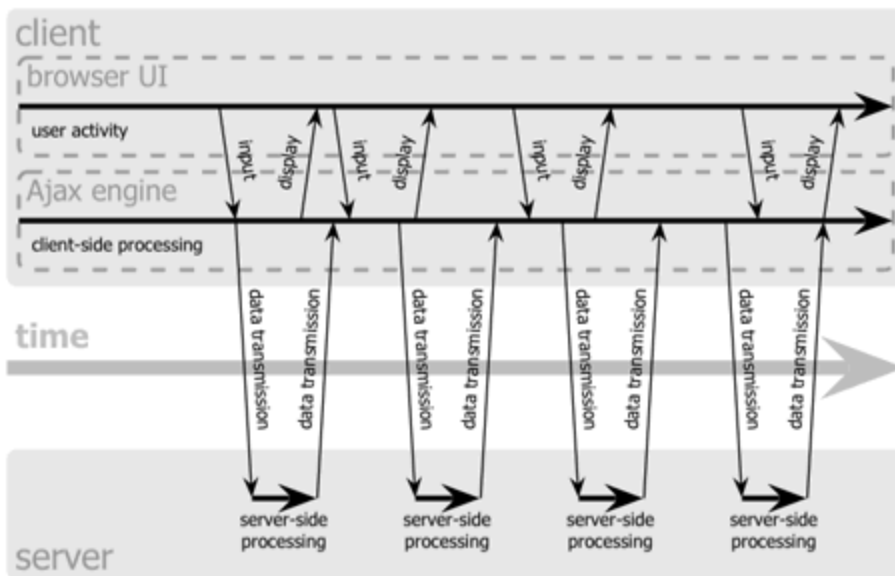 client
browser UI
user activity
input
display
input
display
input
display
input
display
Ajax engine
client-side processing
data transmission
data transmission
data transmission
data transmission
data transmission
data transmission
data transmission
data transmission
time
server-side
processing
server-side
processing
server-side
processing
server-side
processing
server